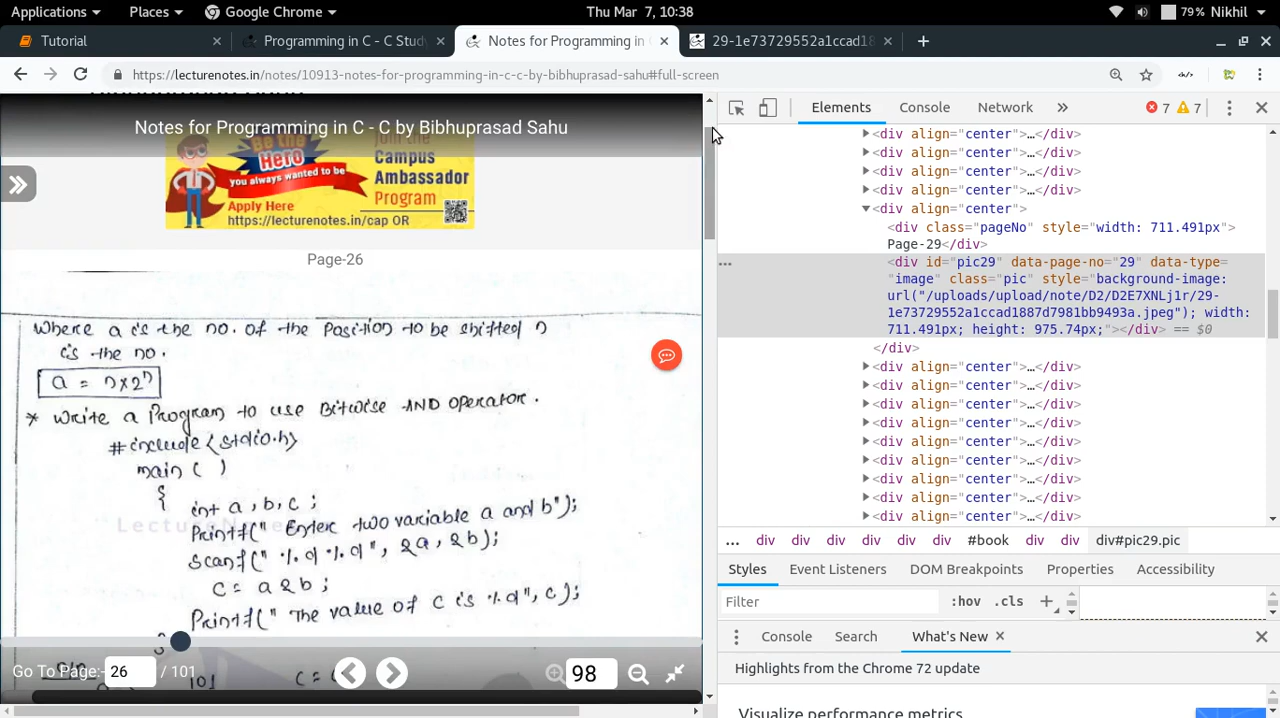 Applications Places Google Chrome Thu Mar 7, 10:38 79% Nikhil
Tutorial Programming in C - C Stud Notes for Programming in 29-1e73729552a1ccad18
https://lecturenotes.in/notes/10913-notes-for-programming-in-c-c-by-bibhuprasad-sahu#full-screen
Notes for Programming in C - C by Bibhuprasad Sahu
Be the
Hero
you always wanted to be
Apply Here
https://lecturenotes.in/cap OR
Join the
Campus
Ambassador
Program
Page-26
where a is the no. of the Position to be shifted n
is the no.
a = n x 2^n
* Write a Program to use Bitwise AND operator.
#include <stdio.h>
main ( )
{
int a, b, c ;
Printf(" Enter two variable a and b");
scanf(" %d %d", &a, &b);
c = a & b ;
Printf(" The value of c is %d", c);
}
101
c =
Go To Page:- 26 / 101 98
Elements Console Network » 7 7
<div align="center">…</div>
<div align="center">…</div>
<div align="center">…</div>
<div align="center">…</div>
<div align="center">
<div class="pageNo" style="width: 711.491px">
Page-29</div>
<div id="pic29" data-page-no="29" data-type=
"image" class="pic" style="background-image:
url("/uploads/upload/note/D2/D2E7XNLj1r/29-
1e73729552a1ccad1887d7981bb9493a.jpeg"); width:
711.491px; height: 975.74px;"></div> == $0
</div>
<div align="center">…</div>
<div align="center">…</div>
<div align="center">…</div>
<div align="center">…</div>
<div align="center">…</div>
<div align="center">…</div>
<div align="center">…</div>
<div align="center">…</div>
<div align="center">…</div>
… div div div div div #book div div div#pic29.pic
Styles Event Listeners DOM Breakpoints Properties Accessibility
Filter :hov .cls +
Console Search What's New ×
Highlights from the Chrome 72 update
Visualize performance metrics